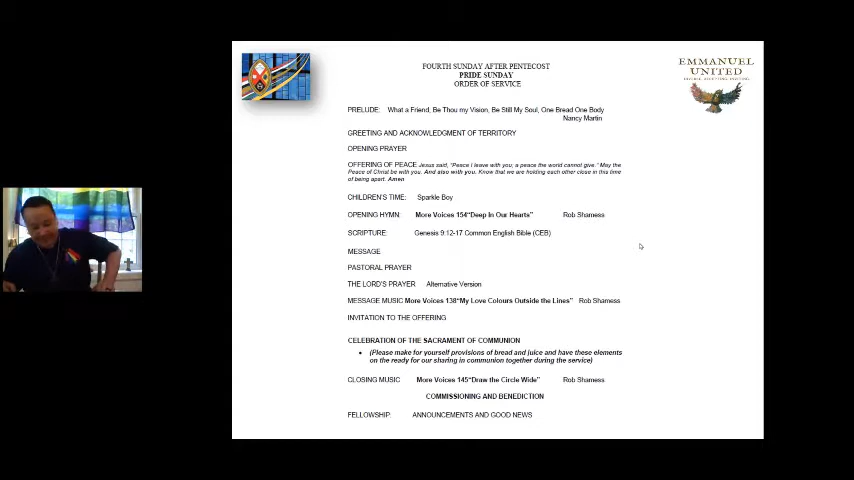 EMMANUEL
UNITED
DIVERSE. ACCEPTING. INVITING.
FOURTH SUNDAY AFTER PENTECOST
PRIDE SUNDAY
ORDER OF SERVICE
PRELUDE: What a Friend, Be Thou my Vision, Be Still My Soul, One Bread One Body
Nancy Martin
GREETING AND ACKNOWLEDGMENT OF TERRITORY
OPENING PRAYER
OFFERING OF PEACE Jesus said, "Peace I leave with you; a peace the world cannot give." May the
Peace of Christ be with you. And also with you. Know that we are holding each other close in this time
of being apart. Amen
CHILDREN'S TIME: Sparkle Boy
OPENING HYMN: More Voices 154"Deep In Our Hearts" Rob Shamess
SCRIPTURE: Genesis 9:12-17 Common English Bible (CEB)
MESSAGE
PASTORAL PRAYER
THE LORD'S PRAYER Alternative Version
MESSAGE MUSIC More Voices 138"My Love Colours Outside the Lines" Rob Shamess
INVITATION TO THE OFFERING
CELEBRATION OF THE SACRAMENT OF COMMUNION
• (Please make for yourself provisions of bread and juice and have these elements
on the ready for our sharing in communion together during the service)
CLOSING MUSIC More Voices 145"Draw the Circle Wide" Rob Shamess
COMMISSIONING AND BENEDICTION
FELLOWSHIP: ANNOUNCEMENTS AND GOOD NEWS